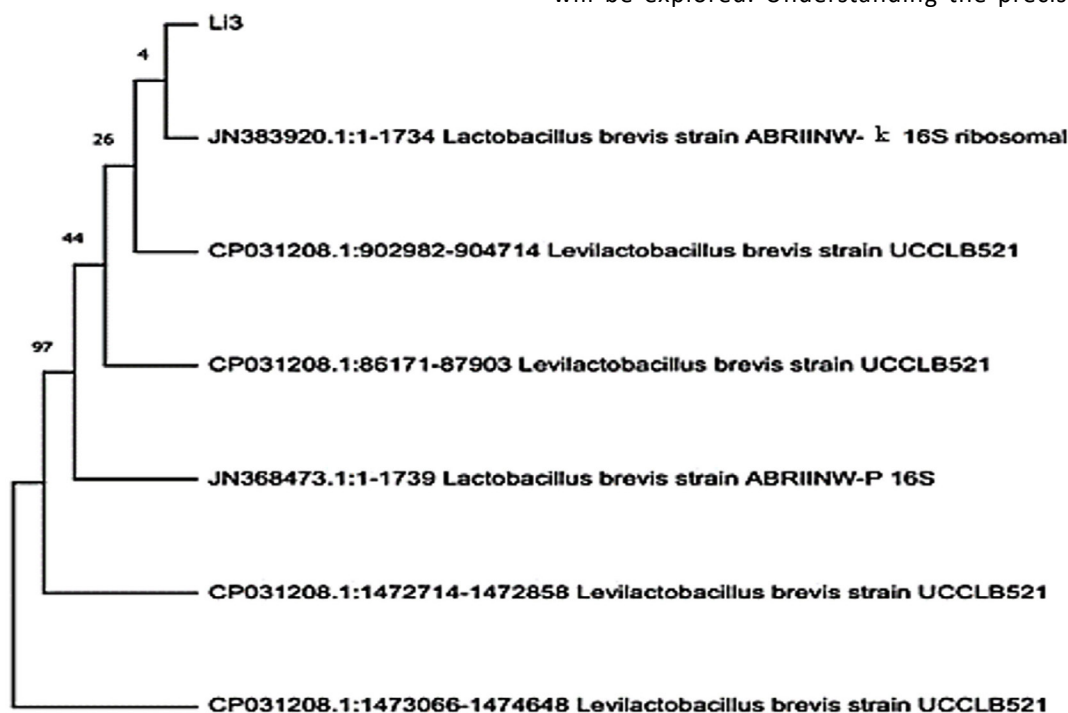 will be explored. Understanding the precis
Li3
4
JN383920.1:1-1734 Lactobacillus brevis strain ABRIINW- k 16S ribosomal
26
CP031208.1:902982-904714 Levilactobacillus brevis strain UCCLB521
44
CP031208.1:86171-87903 Levilactobacillus brevis strain UCCLB521
97
JN368473.1:1-1739 Lactobacillus brevis strain ABRIINW-P 16S
CP031208.1:1472714-1472858 Levilactobacillus brevis strain UCCLB521
CP031208.1:1473066-1474648 Levilactobacillus brevis strain UCCLB521